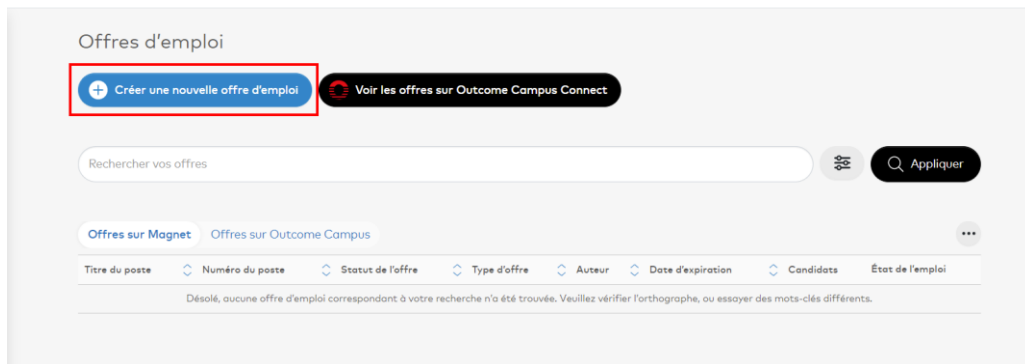 Offres d'emploi
Créer une nouvelle offre d'emploi Voir les offres sur Outcome Campus Connect
Rechercher vos offres Appliquer
Offres sur Magnet Offres sur Outcome Campus
Titre du poste Numéro du poste Statut de l'offre Type d'offre Auteur Date d'expiration Candidats État de l'emploi
Désolé, aucune offre d'emploi correspondant à votre recherche n'a été trouvée. Veuillez vérifier l'orthographe, ou essayer des mots-clés différents.